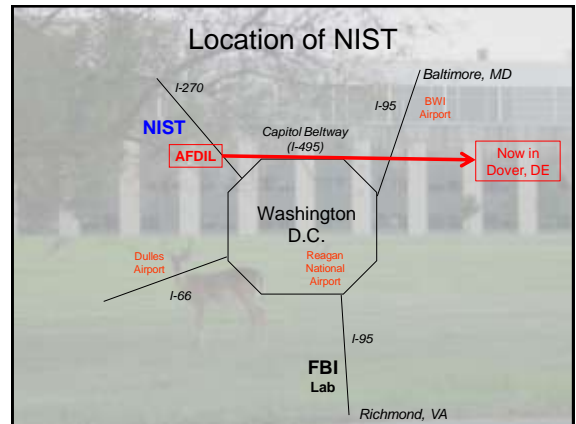 Location of NIST
I-270
Baltimore, MD
I-95
BWI
Airport
NIST
Capitol Beltway
(I-495)
AFDIL
Now in
Dover, DE
Washington
D.C.
Dulles
Airport
Reagan
National
Airport
I-66
I-95
FBI
Lab
Richmond, VA